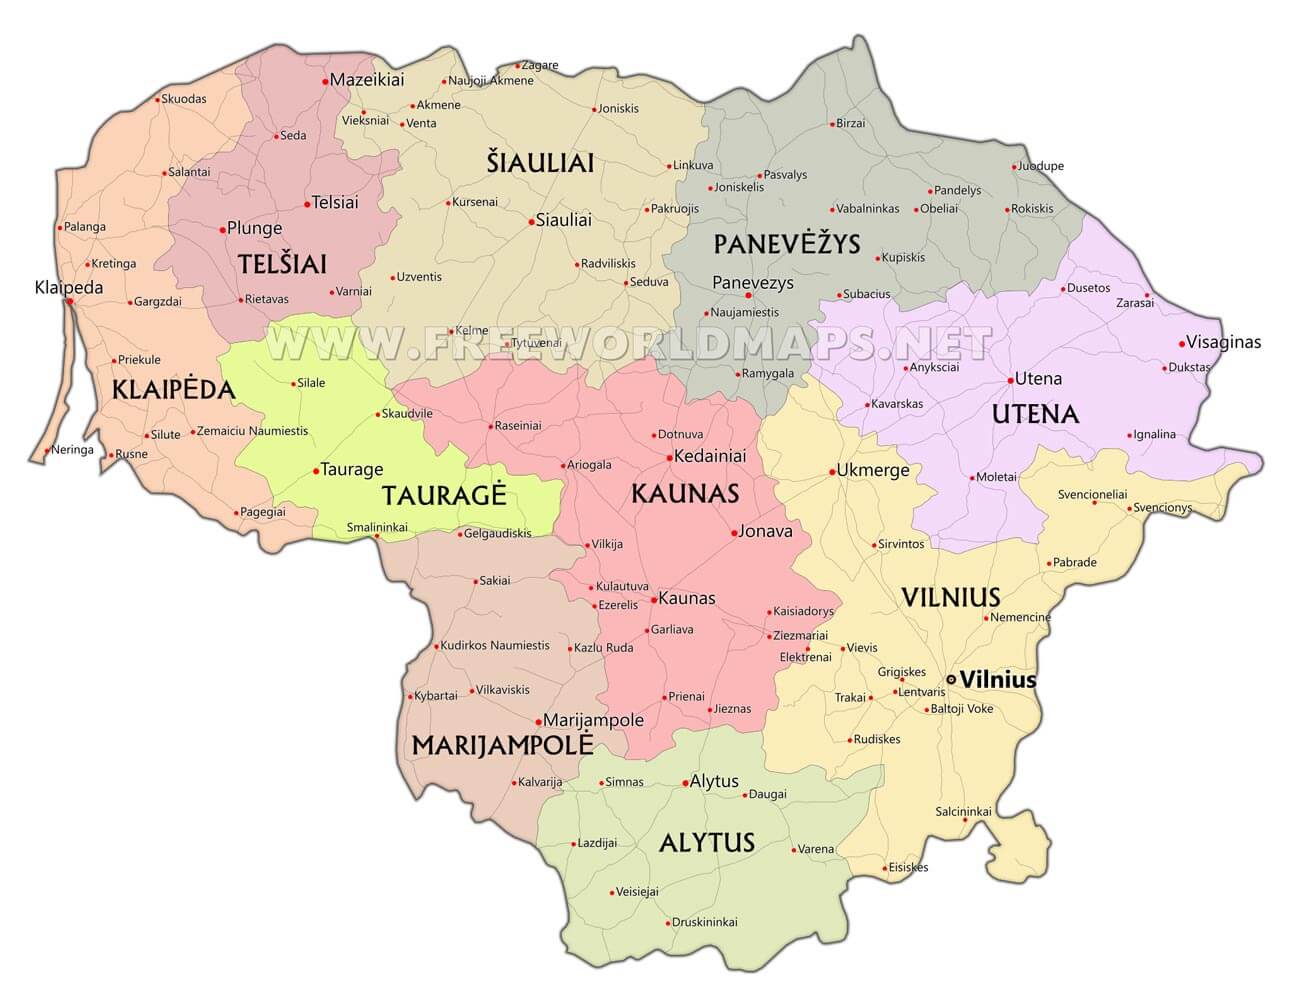 Zagare
Mazeikiai
Naujoji Akmene
Skuodas
Akmene
Joniskis
Vieksniai
Venta
Birzai
Seda
ŠIAULIAI
Linkuva
Juodupe
Salantai
Pasvalys
Joniskelis
Pandelys
Telsiai
Kursenai
Pakruojis
Vabalninkas
Obeliai
Rokiskis
Siauliai
Palanga
Plunge
PANEVĖŽYS
Kretinga
TELŠIAI
Radviliskis
Kupiskis
Uzventis
Seduva
Panevezys
Klaipeda
Gargzdai
Rietavas
Varniai
Subacius
Dusetos
Zarasai
Naujamiestis
Kelme
WWW.FREEWORLDMAPS.NET
Tytuvenai
Visaginas
Priekule
Anyksciai
Dukstas
Ramygala
Utena
Silale
KLAIPĖDA
Kavarskas
UTENA
Skaudvile
Raseiniai
Zemaiciu Naumiestis
Silute
Dotnuva
Ignalina
Neringa
Rusne
Kedainiai
Ariogala
Taurage
Ukmerge
Moletai
TAURAGĖ
KAUNAS
Svencioneliai
Svencionys
Pagegiai
Smalininkai
Gelgaudiskis
Jonava
Vilkija
Sirvintos
Pabrade
Sakiai
Kulautuva
Kaunas
VILNIUS
Ezerelis
Kaisiadorys
Nemencine
Garliava
Ziezmariai
Kudirkos Naumiestis
Kazlu Ruda
Elektrenai
Vievis
Grigiskes
Vilnius
Kybartai
Vilkaviskis
Prienai
Trakai
Lentvaris
Jieznas
Baltoji Voke
Marijampole
MARIJAMPOLĖ
Rudiskes
Kalvarija
Simnas
Alytus
Daugai
Salcininkai
ALYTUS
Lazdijai
Varena
Eisiskes
Veisiejai
Druskininkai